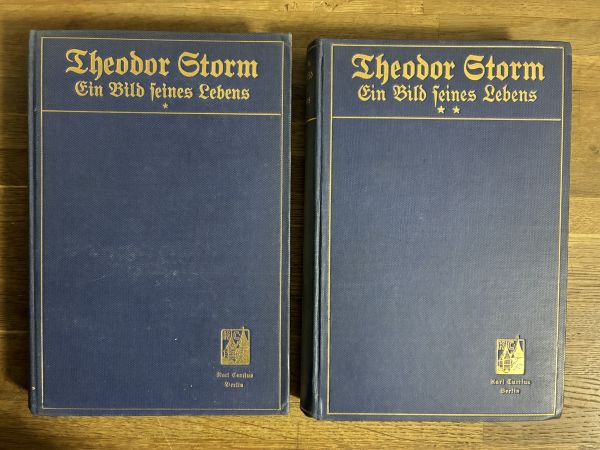 Theodor Storm
Ein Bild ſeines Lebens
*
Karl Curtius
Berlin
Theodor Storm
Ein Bild ſeines Lebens
* *
Karl Curtius
Berlin